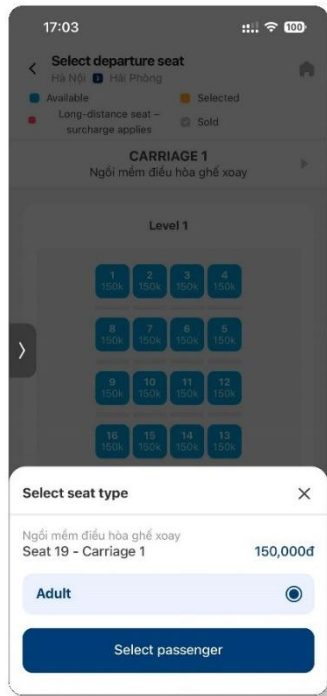 17:03
100
Select departure seat
Hà Nội Hải Phòng
Available
Selected
Long-distance seat –
surcharge applies
Sold
CARRIAGE 1
Ngồi mềm điều hòa ghế xoay
Level 1
1 2 3 4
150k 150k 150k 150k
8 7 6 5
150k 150k 150k 150k
9 10 11 12
150k 150k 150k 150k
16 15 14 13
150k 150k 150k 150k
Select seat type
Ngồi mềm điều hòa ghế xoay
Seat 19 - Carriage 1
150,000đ
Adult
Select passenger